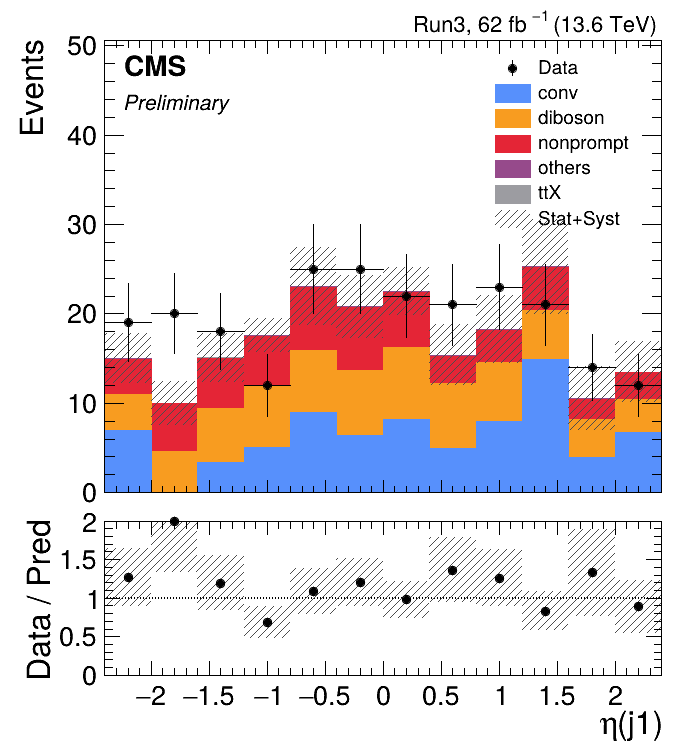 Run3, 62 fb⁻¹ (13.6 TeV)
CMS
Preliminary
Events
50
40
30
20
10
0
Data
conv
diboson
nonprompt
others
ttX
Stat+Syst
Data / Pred
2
1.5
1
0.5
0
−2 −1.5 −1 −0.5 0 0.5 1 1.5 2
η(j1)